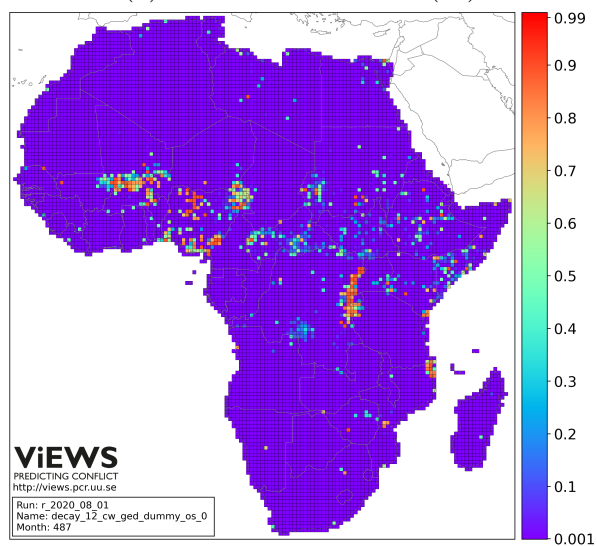 0.99
0.9
0.8
0.7
0.6
0.5
0.4
0.3
0.2
0.1
0.001
ViEWS
PREDICTING CONFLICT
http://views.pcr.uu.se
Run: r_2020_08_01
Name: decay_12_cw_ged_dummy_os_0
Month: 487